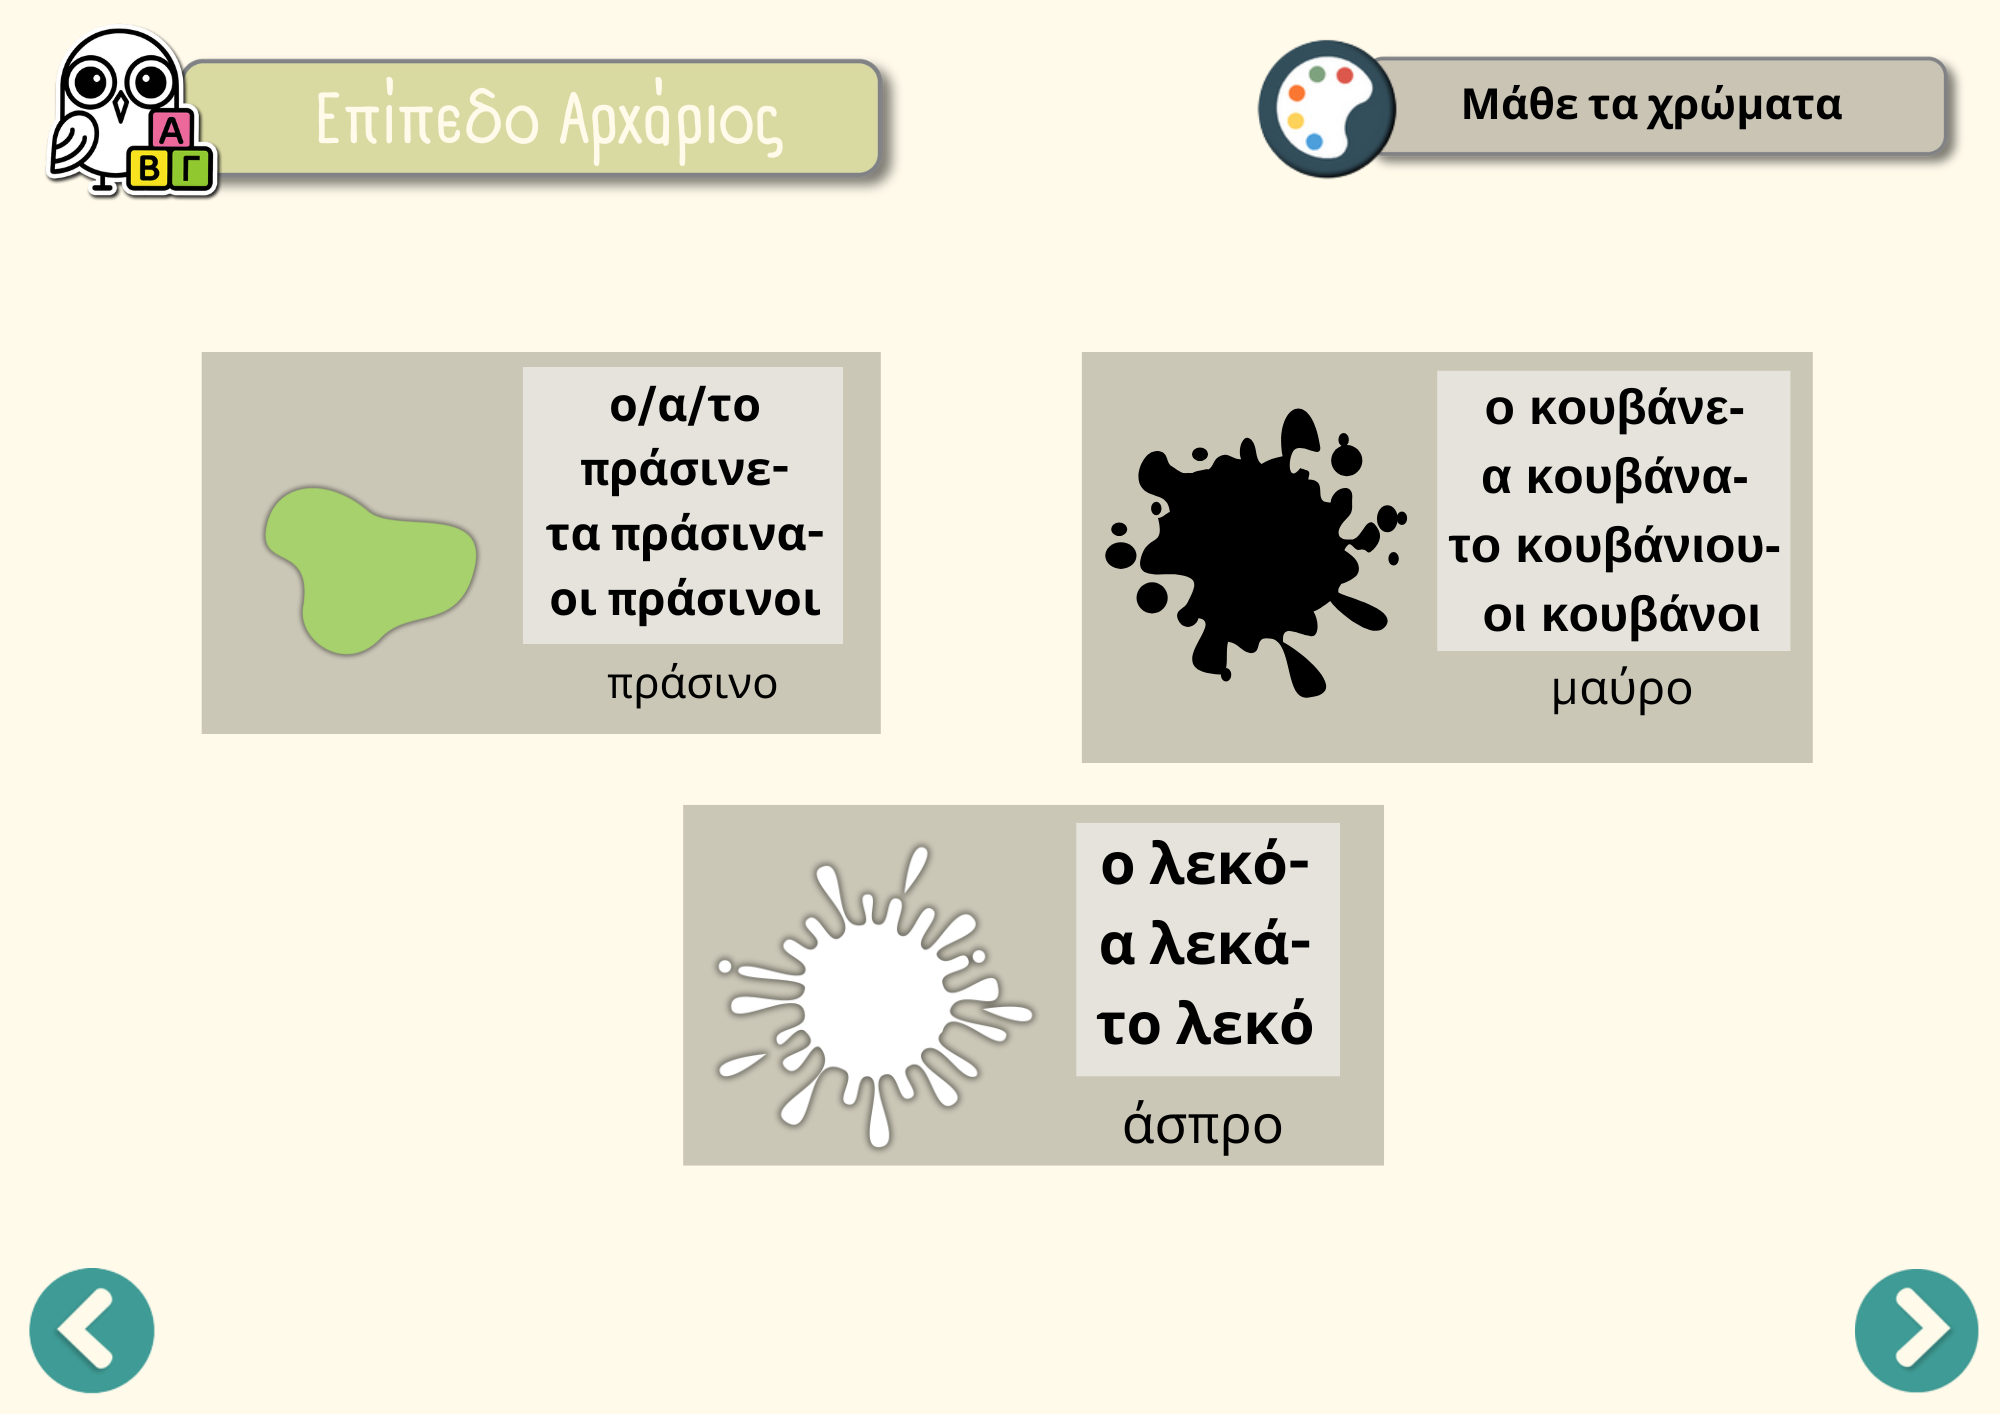 Επίπεδο Αρχάριος
Μάθε τα χρώματα
Α
Β Γ
ο/α/το
πράσινε-
τα πράσινα-
οι πράσινοι
πράσινο
ο κουβάνε-
α κουβάνα-
το κουβάνιου-
οι κουβάνοι
μαύρο
ο λεκό-
α λεκά-
το λεκό
άσπρο